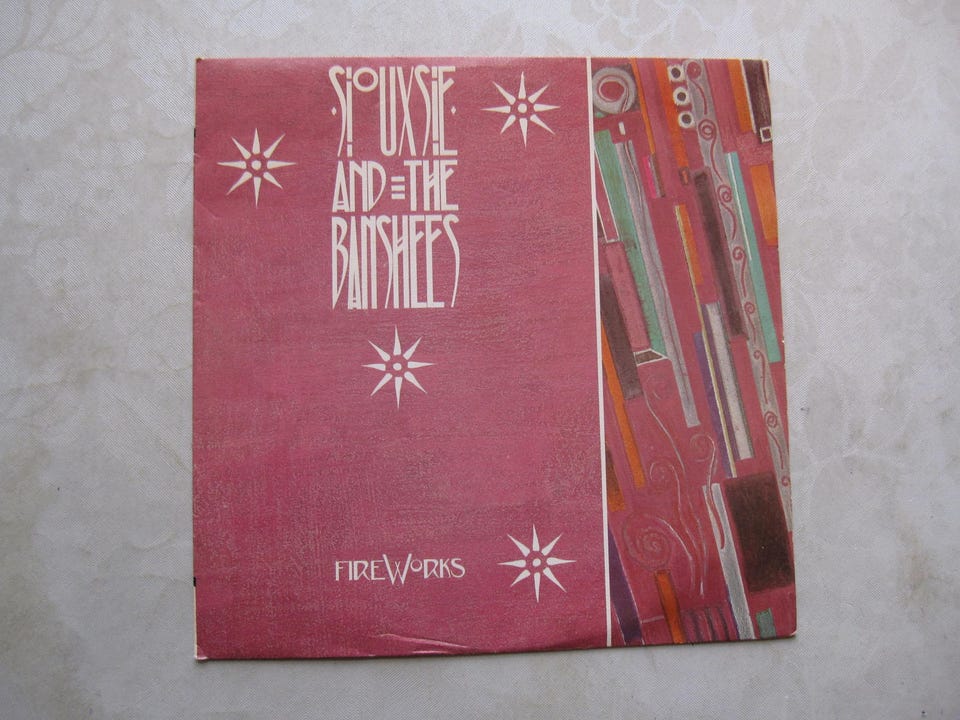 ·SiOUXSiE·
AND THE
BANSHEES
FIREWORKS